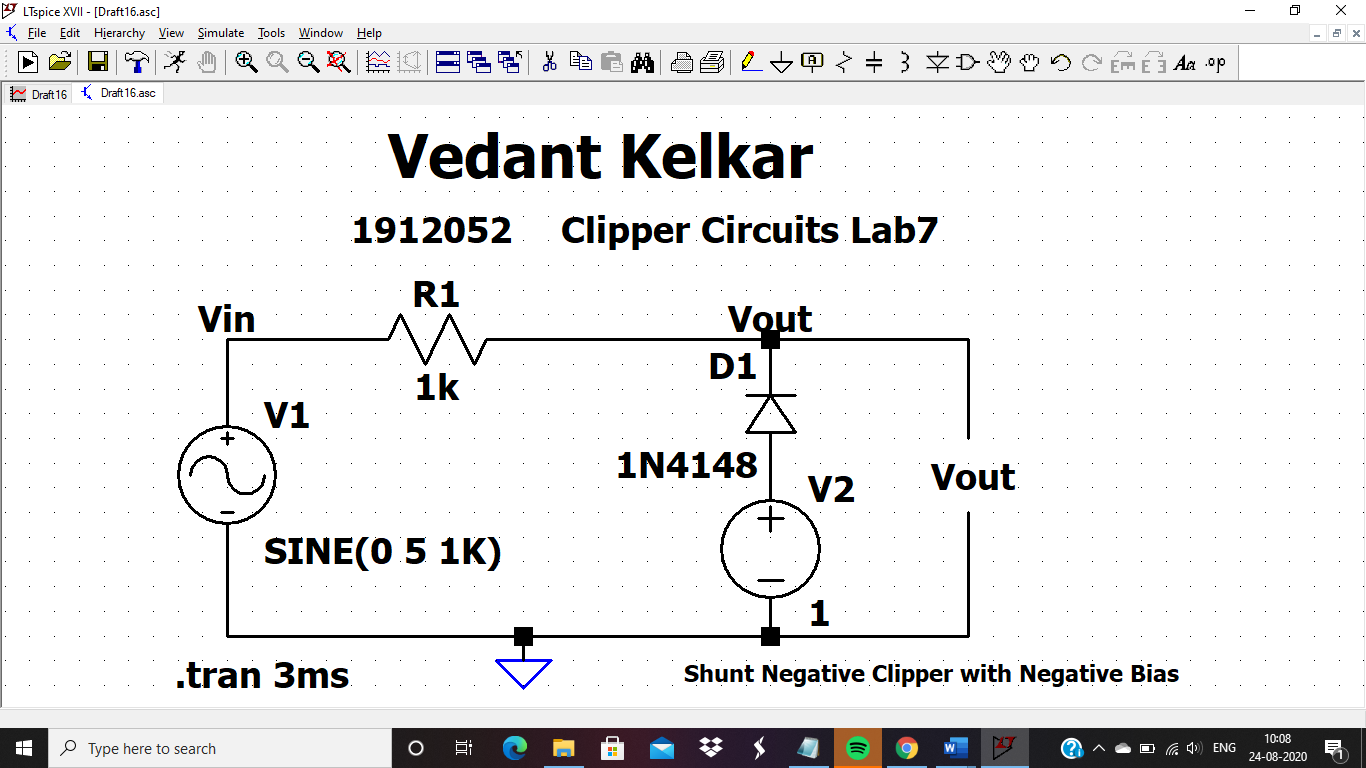 LTspice XVII - [Draft16.asc]
File Edit Hierarchy View Simulate Tools Window Help
Draft16 Draft16.asc
Vedant Kelkar
1912052 Clipper Circuits Lab7
R1
Vin Vout
D1
1k
V1
1N4148
V2
Vout
SINE(0 5 1K)
1
.tran 3ms
Shunt Negative Clipper with Negative Bias
Type here to search
ENG
10:08
24-08-2020
1